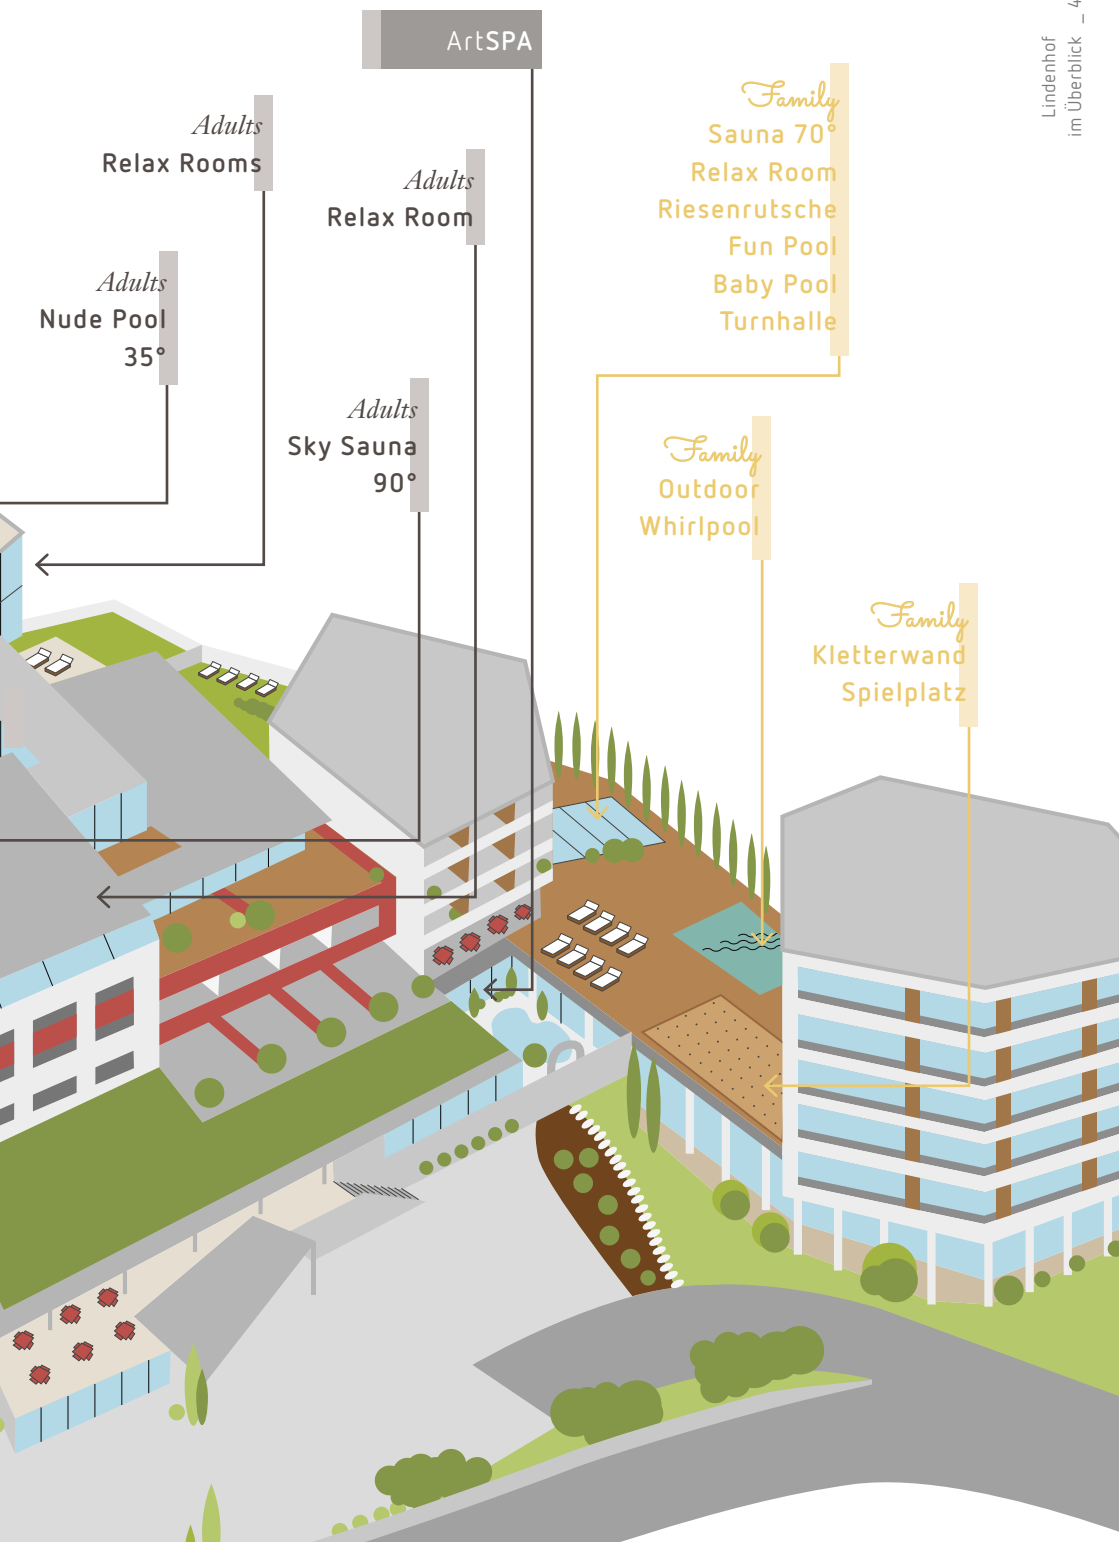 ArtSPA
Lindenhof
im Überblick _ 4
Adults
Relax Rooms
Adults
Relax Room
Family
Sauna 70°
Relax Room
Riesenrutsche
Fun Pool
Baby Pool
Turnhalle
Adults
Nude Pool
35°
Adults
Sky Sauna
90°
Family
Outdoor
Whirlpool
Family
Kletterwand
Spielplatz